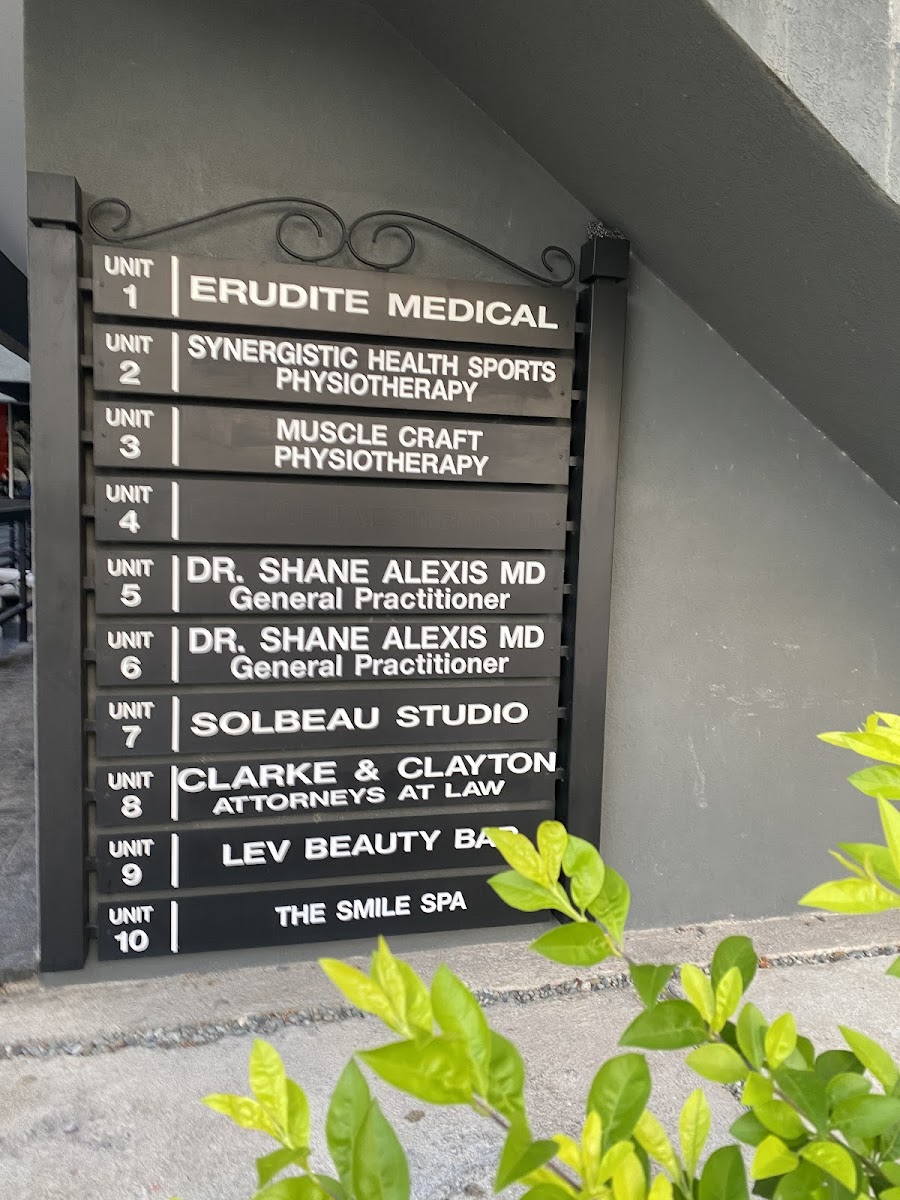 UNIT
1
ERUDITE MEDICAL
UNIT
2
SYNERGISTIC HEALTH SPORTS
PHYSIOTHERAPY
UNIT
3
MUSCLE CRAFT
PHYSIOTHERAPY
UNIT
4
UNIT
5
DR. SHANE ALEXIS MD
General Practitioner
UNIT
6
DR. SHANE ALEXIS MD
General Practitioner
UNIT
7
SOLBEAU STUDIO
UNIT
8
CLARKE & CLAYTON
ATTORNEYS AT LAW
UNIT
9
LEV BEAUTY BAR
UNIT
10
THE SMILE SPA